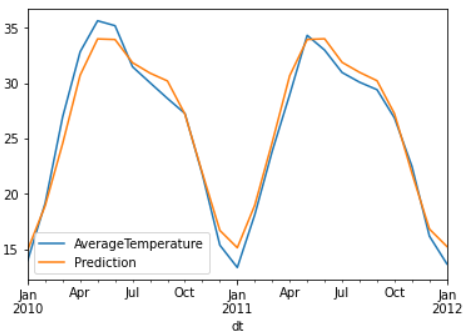 35
30
25
20
15
AverageTemperature
Prediction
Jan Apr Jul Oct Jan Apr Jul Oct Jan
2010 2011 2012
dt